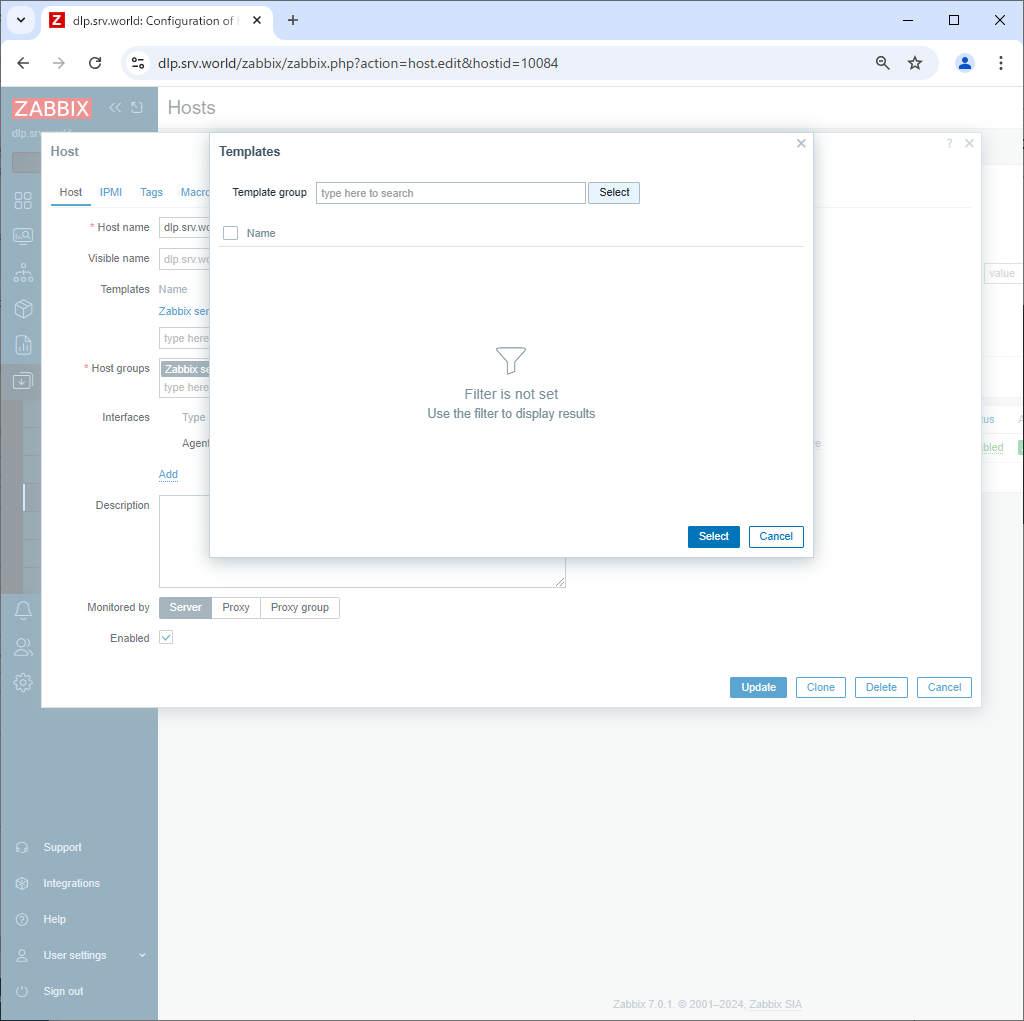 dlp.srv.world: Configuration of
dlp.srv.world/zabbix/zabbix.php?action=host.edit&hostid=10084
ZABBIX
Hosts
dlp.srv.world
Host
Templates
?
Host IPMI Tags Macro
Template group type here to search Select
* Host name dlp.srv.wo
Name
Visible name dlp.srv.wo
value
Templates Name
Zabbix ser
type here
* Host groups Zabbix se
type here
Filter is not set
Use the filter to display results
Interfaces Type
tus A
Agent
bled
Add
Description
Select Cancel
Monitored by Server Proxy Proxy group
Enabled
Update Clone Delete Cancel
Support
Integrations
Help
User settings
Sign out
Zabbix 7.0.1. © 2001–2024, Zabbix SIA